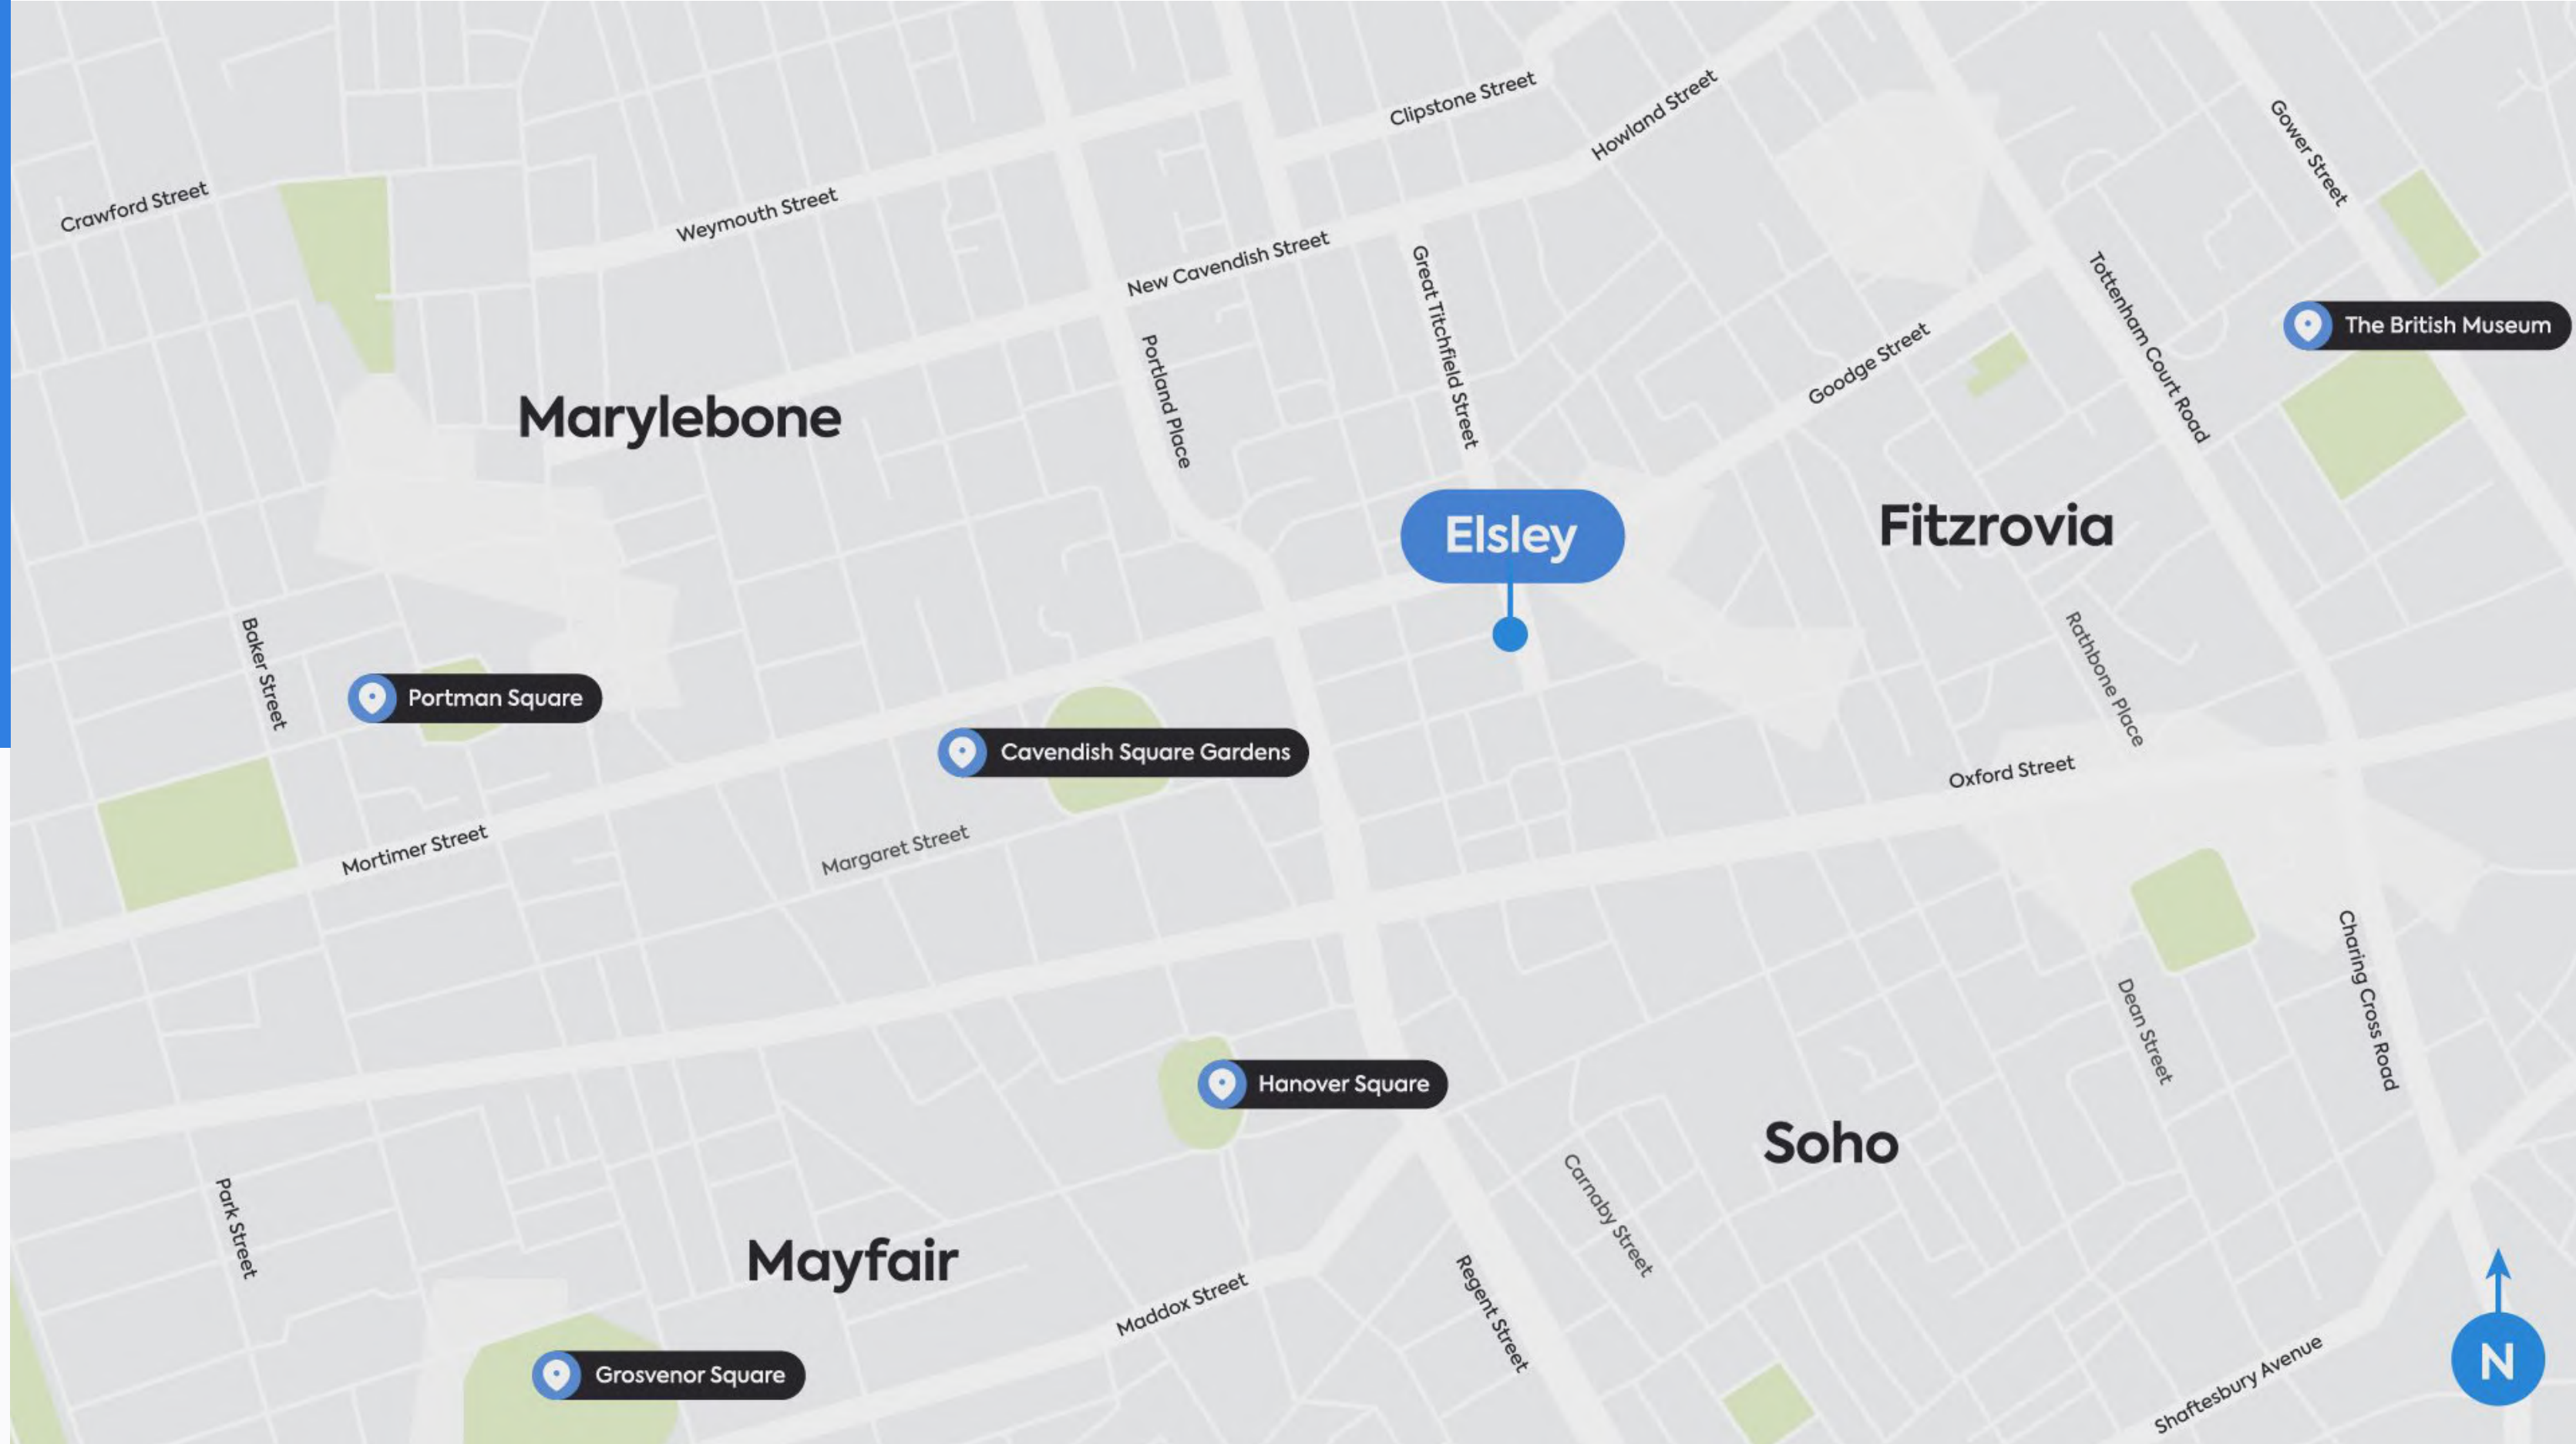 Clipstone Street
Howland Street
Gower Street
Crawford Street
Weymouth Street
New Cavendish Street
Great Titchfield Street
Tottenham Court Road
The British Museum
Portland Place
Goodge Street
Marylebone
Elsley
Fitzrovia
Baker Street
Rathbone Place
Portman Square
Cavendish Square Gardens
Oxford Street
Mortimer Street
Margaret Street
Charing Cross Road
Dean Street
Hanover Square
Soho
Carnaby Street
Park Street
Mayfair
Maddox Street
Regent Street
Grosvenor Square
Shaftesbury Avenue
N